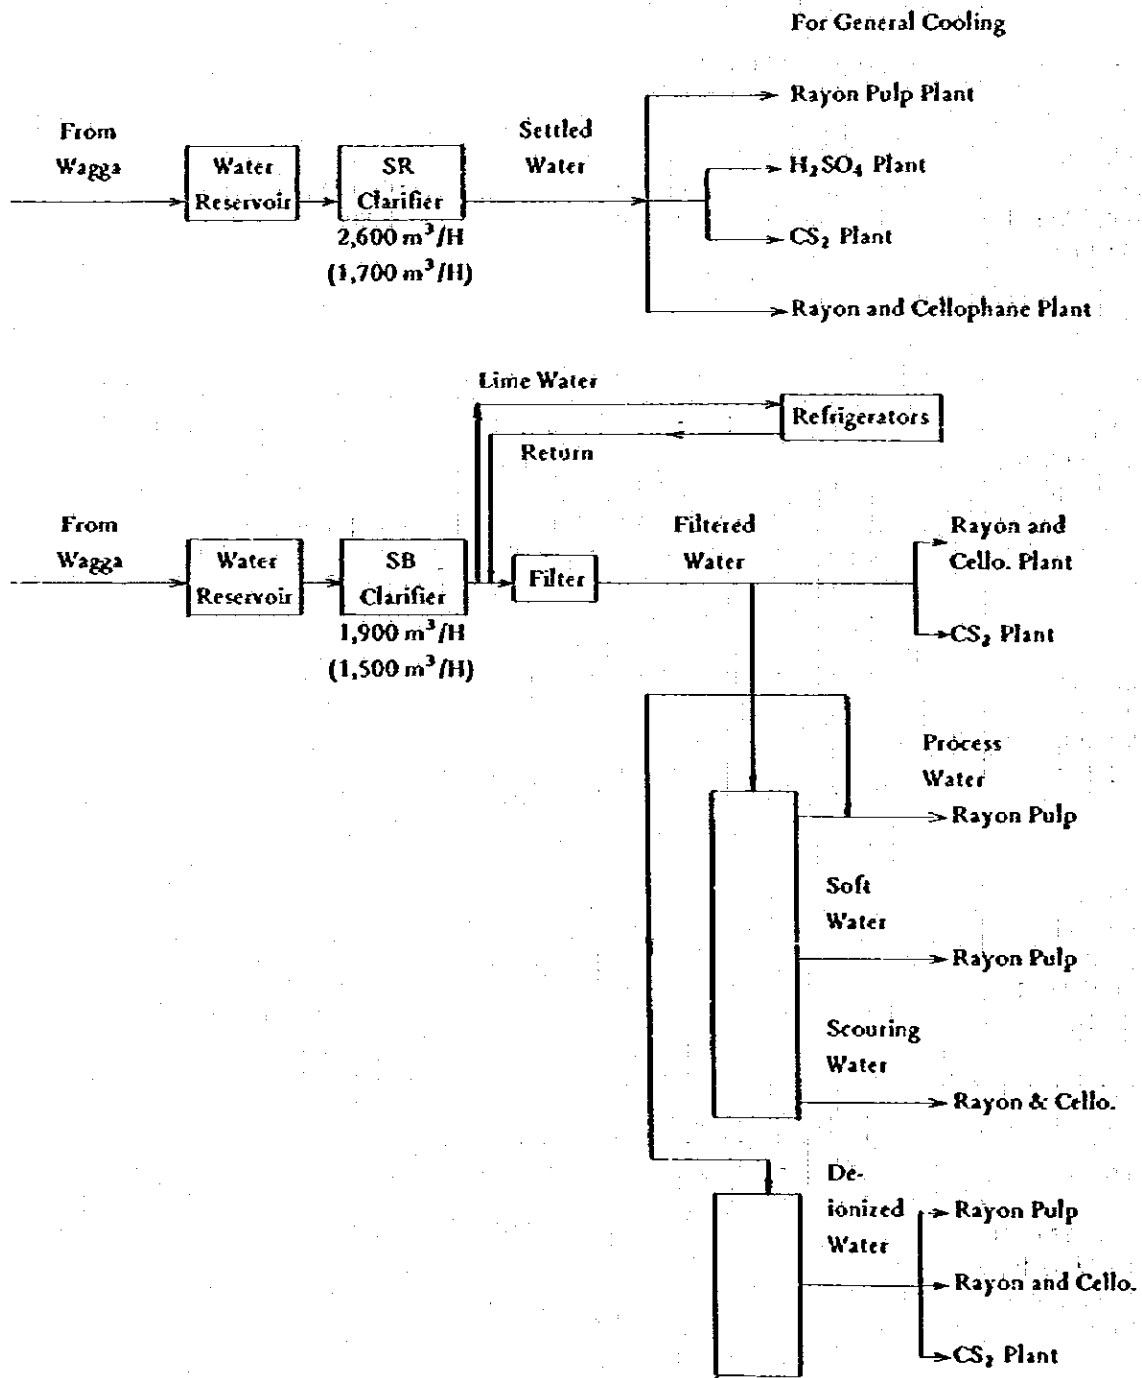 For General Cooling
Rayon Pulp Plant
From
Wagga
Water
Reservoir
SR
Clarifier
2,600 m³/H
(1,700 m³/H)
Settled
Water
H₂SO₄ Plant
CS₂ Plant
Rayon and Cellophane Plant
Lime Water
Refrigerators
Return
From
Wagga
Water
Reservoir
SB
Clarifier
1,900 m³/H
(1,500 m³/H)
Filter
Filtered
Water
Rayon and
Cello. Plant
CS₂ Plant
Process
Water
Rayon Pulp
Soft
Water
Rayon Pulp
Scouring
Water
Rayon & Cello.
De-
ionized
Water
Rayon Pulp
Rayon and Cello.
CS₂ Plant